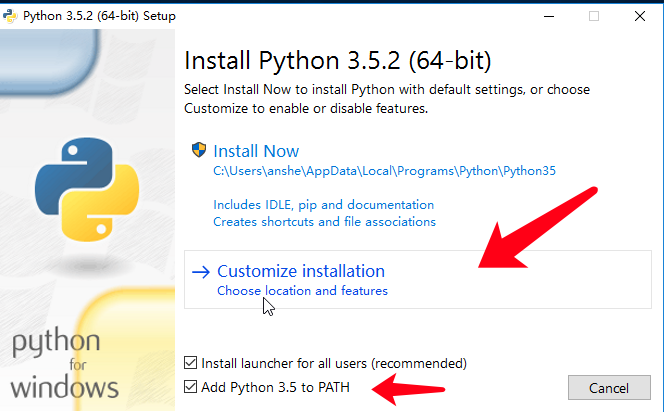 Python 3.5.2 (64-bit) Setup
Install Python 3.5.2 (64-bit)
Select Install Now to install Python with default settings, or choose
Customize to enable or disable features.
Install Now
C:\Users\anshe\AppData\Local\Programs\Python\Python35
Includes IDLE, pip and documentation
Creates shortcuts and file associations
Customize installation
Choose location and features
python
for
windows
Install launcher for all users (recommended)
Add Python 3.5 to PATH
Cancel